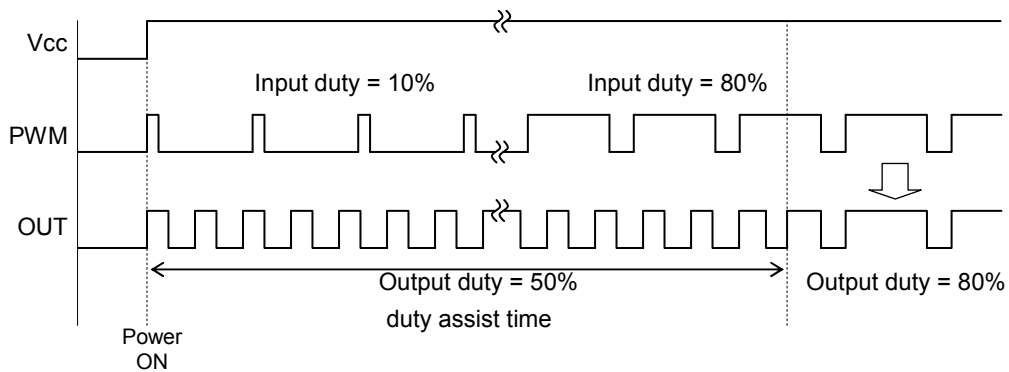 Vcc
Input duty = 10%
Input duty = 80%
PWM
OUT
Output duty = 50%
Output duty = 80%
duty assist time
Power
ON